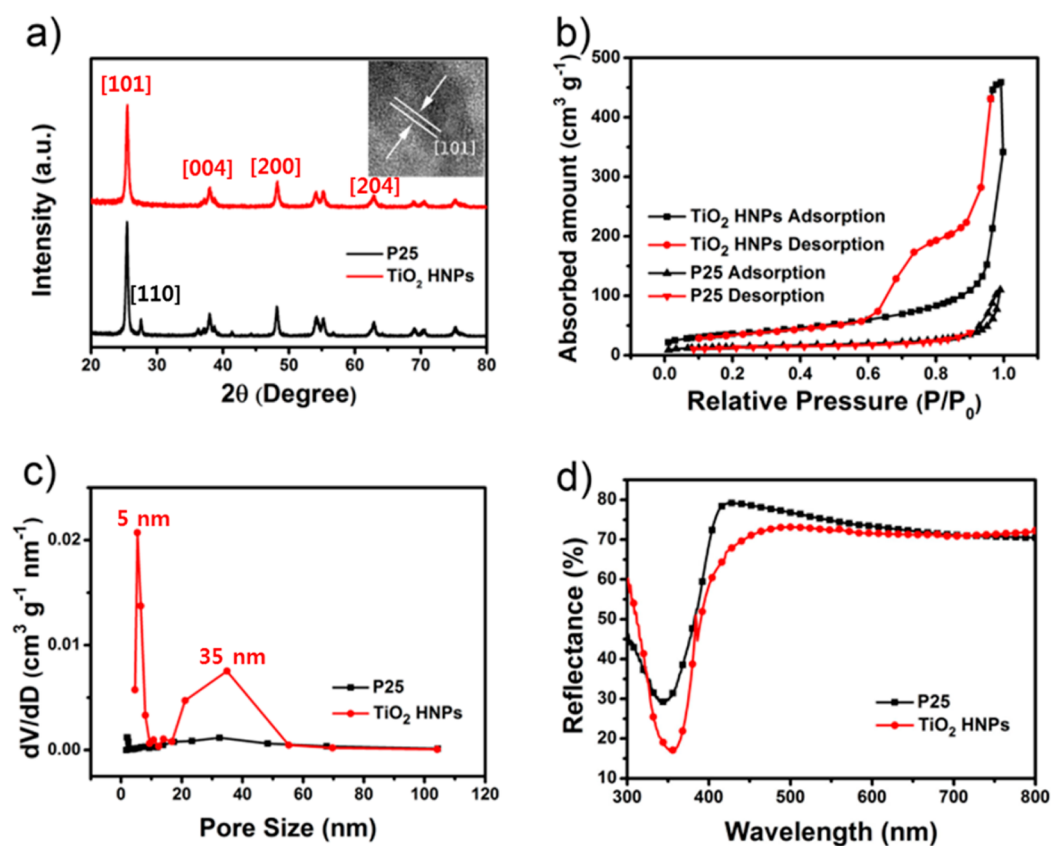 a)
Intensity (a.u.)
[101]
[004]
[200]
[204]
[101]
[110]
P25
TiO₂ HNPs
20 30 40 50 60 70 80
2θ (Degree)
b)
Absorbed amount (cm³ g⁻¹)
500
400
300
200
100
0
TiO₂ HNPs Adsorption
TiO₂ HNPs Desorption
P25 Adsorption
P25 Desorption
0.0 0.2 0.4 0.6 0.8 1.0
Relative Pressure (P/P₀)
c)
dV/dD (cm³ g⁻¹ nm⁻¹)
0.02
0.01
0.00
5 nm
35 nm
P25
TiO₂ HNPs
0 20 40 60 80 100 120
Pore Size (nm)
d)
Reflectance (%)
80
70
60
50
40
30
20
10
P25
TiO₂ HNPs
300 400 500 600 700 800
Wavelength (nm)